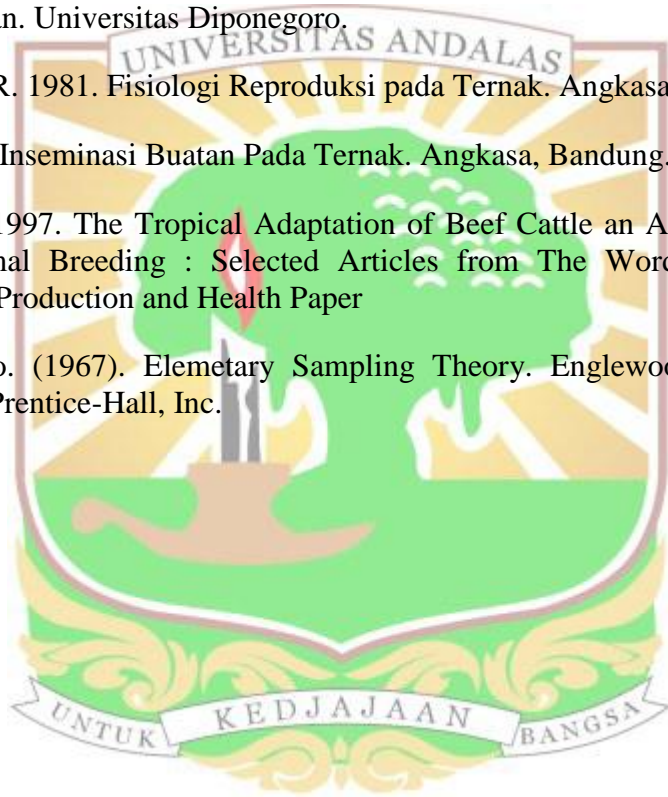 an. Universitas Diponegoro.
UNIVERSITAS ANDALAS
R. 1981. Fisiologi Reproduksi pada Ternak. Angkasa
Inseminasi Buatan Pada Ternak. Angkasa, Bandung.
1997. The Tropical Adaptation of Beef Cattle an A
nal Breeding : Selected Articles from The Word
Production and Health Paper
o. (1967). Elemetary Sampling Theory. Englewoo
Prentice-Hall, Inc.
UNTUK KEDJAJAAN BANGSA